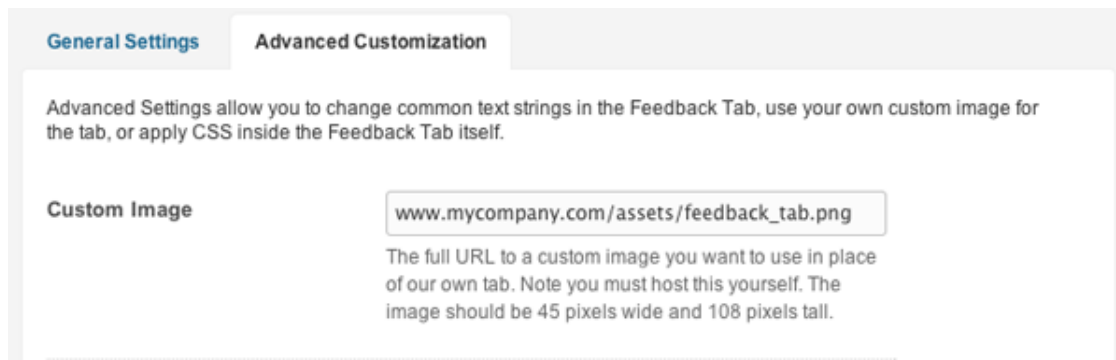 General Settings Advanced Customization
Advanced Settings allow you to change common text strings in the Feedback Tab, use your own custom image for
the tab, or apply CSS inside the Feedback Tab itself.
Custom Image www.mycompany.com/assets/feedback_tab.png
The full URL to a custom image you want to use in place
of our own tab. Note you must host this yourself. The
image should be 45 pixels wide and 108 pixels tall.